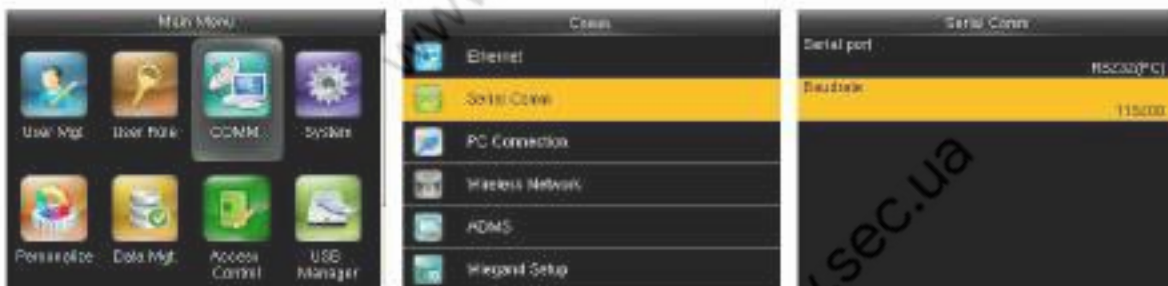 Main Menu
User Mgt. User Role COMM. System
Personalize Data Mgt. Access Control USB Manager
Comm.
Ethernet
Serial Comm
PC Connection
Wireless Network
ADMS
Wiegand Setup
Serial Comm
Serial port
RS232(PC)
Baudrate
115200
www.
.sec.ua